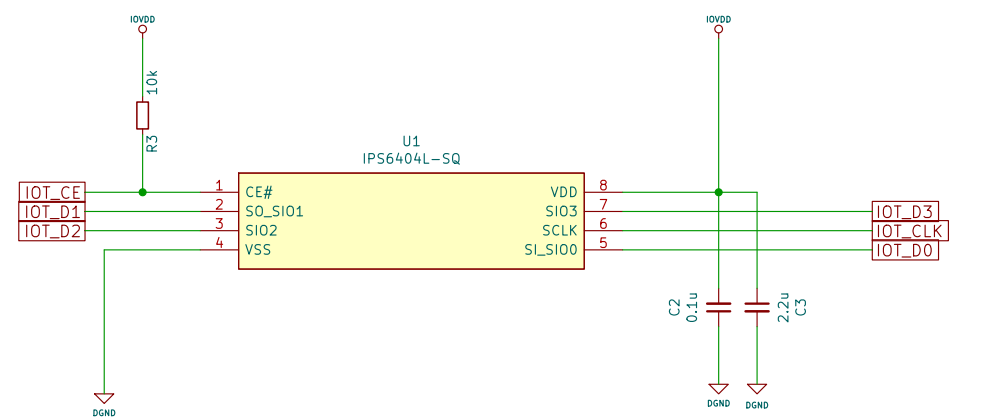 IOVDD
IOVDD
10k
R3
U1
IPS6404L-SQ
IOT_CE
1
CE#
VDD
8
IOT_D1
2
SO_SIO1
SIO3
7
IOT_D3
IOT_D2
3
SIO2
SCLK
6
IOT_CLK
4
VSS
SI_SIO0
5
IOT_D0
C2
0.1u
2.2u
C3
DGND
DGND
DGND